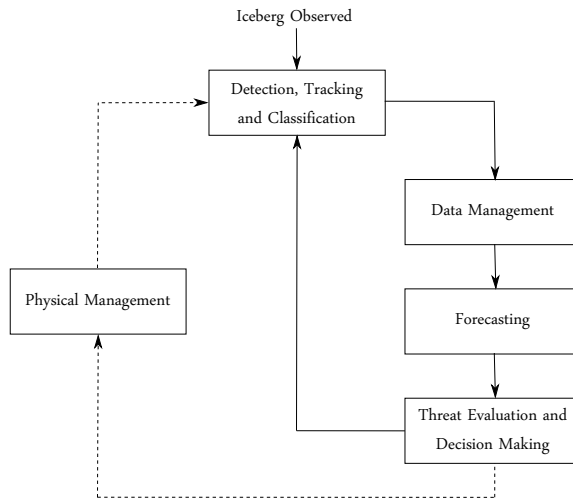 Iceberg Observed
Detection, Tracking
and Classification
Data Management
Physical Management
Forecasting
Threat Evaluation and
Decision Making